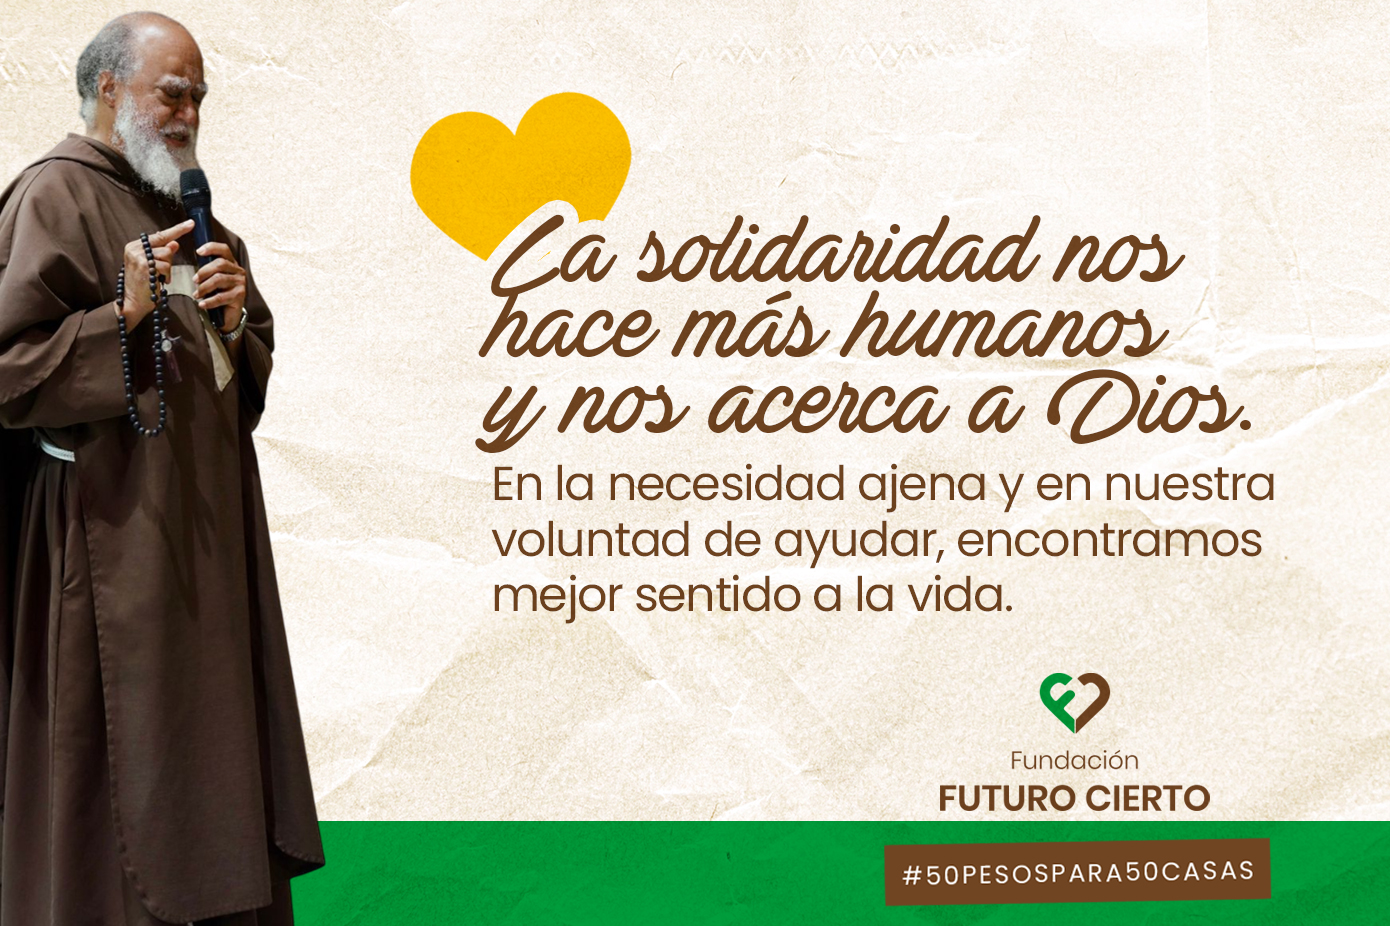 La solidaridad nos
hace más humanos
y nos acerca a Dios.
En la necesidad ajena y en nuestra
voluntad de ayudar, encontramos
mejor sentido a la vida.
Fundación
FUTURO CIERTO
#50PESOSPARA50CASAS